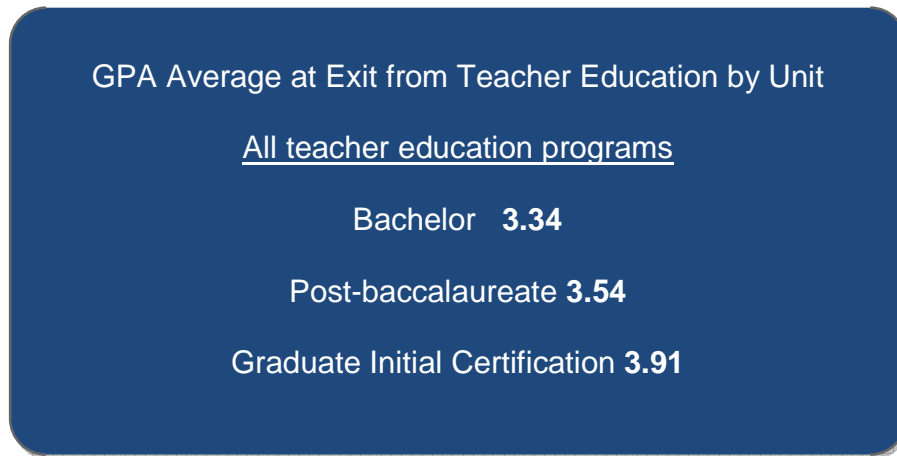 GPA Average at Exit from Teacher Education by Unit
All teacher education programs
Bachelor 3.34
Post-baccalaureate 3.54
Graduate Initial Certification 3.91